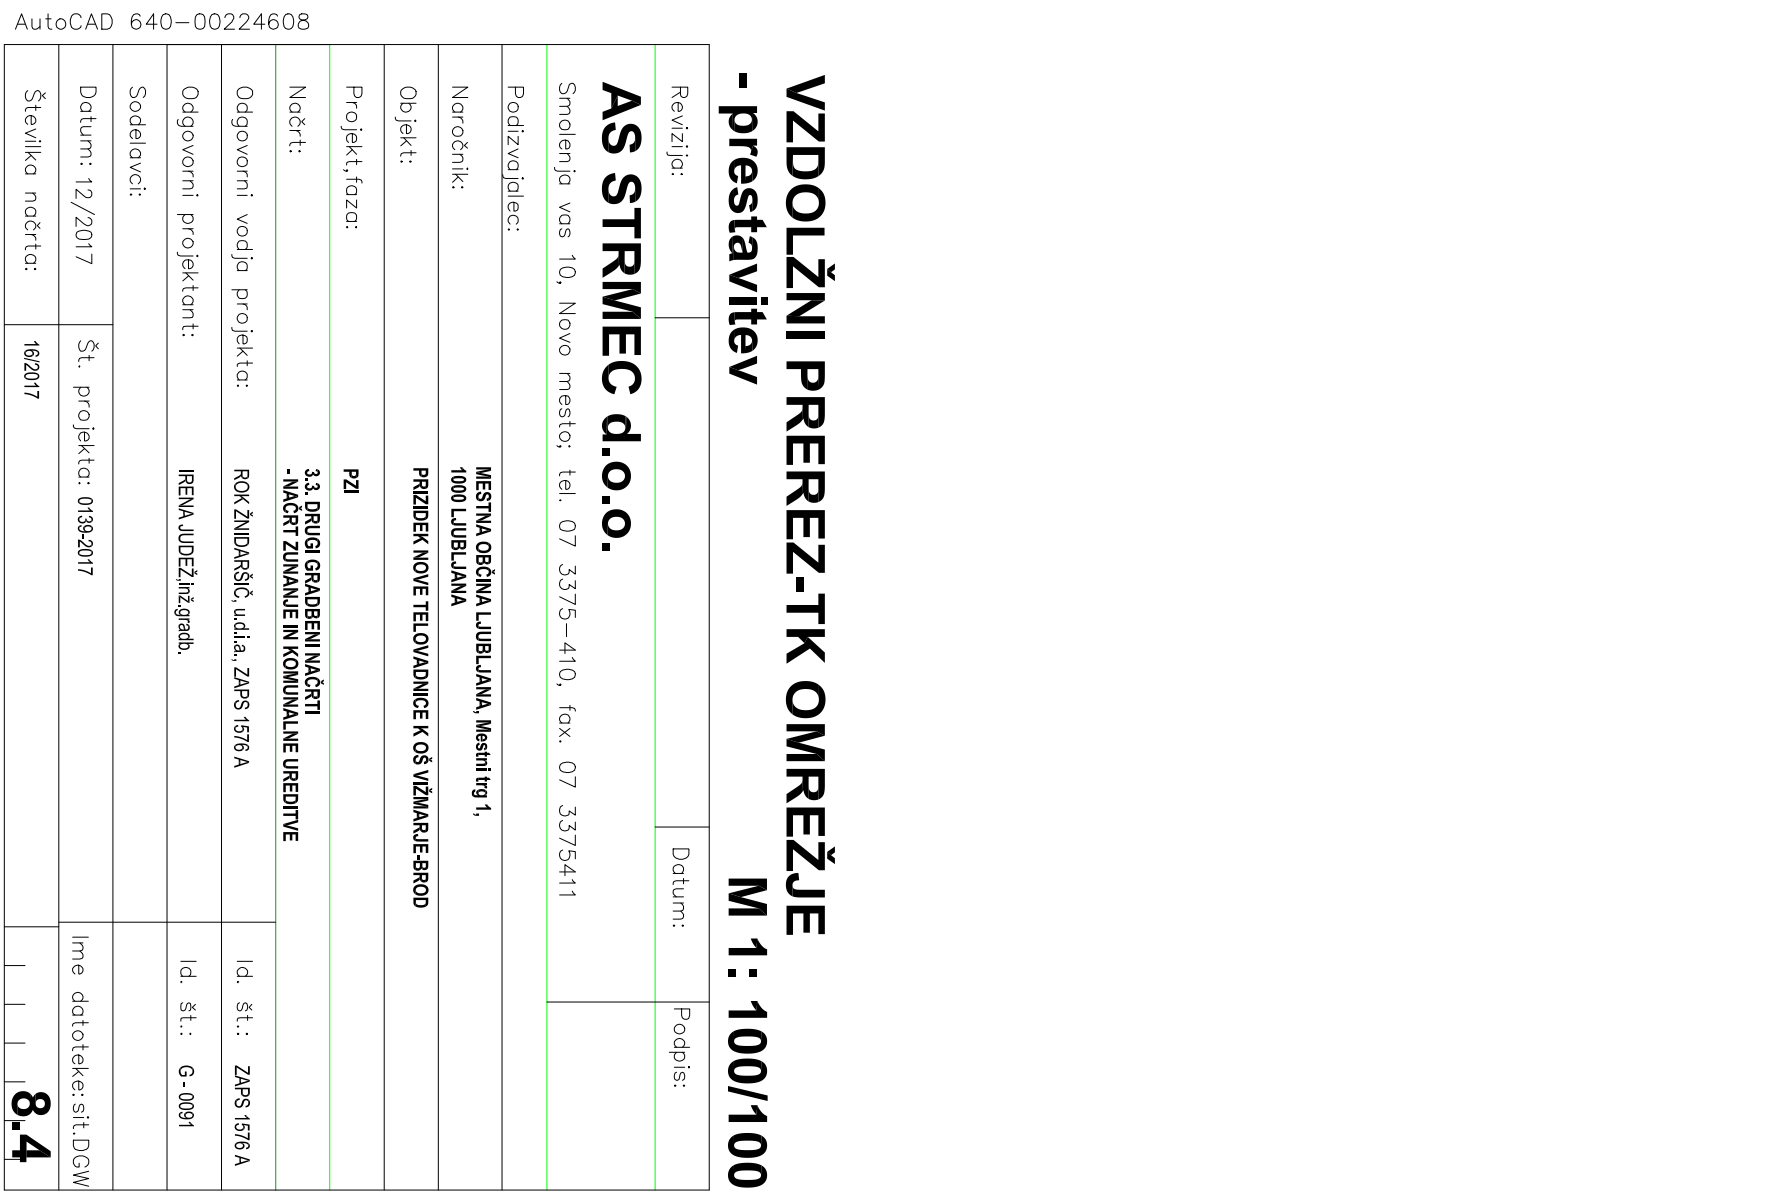 AutoCAD 640-00224608
VZDOLŽNI PREREZ-TK OMREŽJE
- prestavitev M 1: 100/100
Revizija: Datum: Podpis:
AS STRMEC d.o.o.
Smolenja vas 10, Novo mesto; tel. 07 3375-410, fax. 07 3375411
Podizvajalec:
Naročnik: MESTNA OBČINA LJUBLJANA, Mestni trg 1,
1000 LJUBLJANA
Objekt: PRIZIDEK NOVE TELOVADNICE K OŠ VIŽMARJE-BROD
Projekt,faza: PZI
Načrt: 3.3. DRUGI GRADBENI NAČRTI
- NAČRT ZUNANJE IN KOMUNALNE UREDITVE
Odgovorni vodja projekta: ROK ŽNIDARŠIČ, u.d.i.a., ZAPS 1576 A Id. št.: ZAPS 1576 A
Odgovorni projektant: IRENA JUDEŽ,inž.gradb. Id. št.: G - 0091
Sodelavci:
Datum: 12/2017 Št. projekta: 0139-2017 Ime datoteke:sit.DGW
Številka načrta: 16/2017 8.4